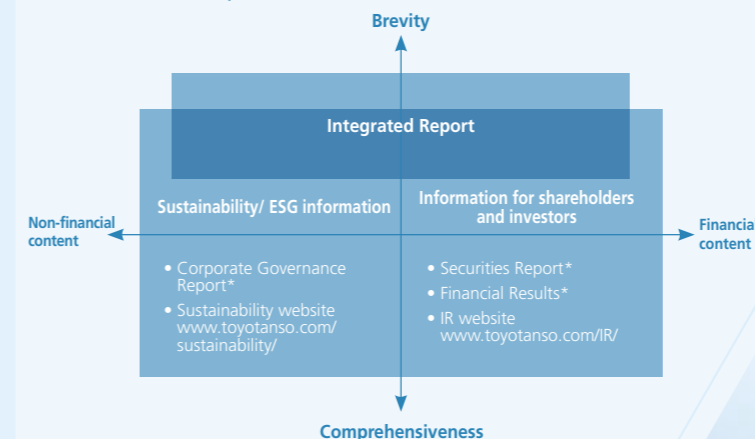 Brevity
Integrated Report
Sustainability/ ESG information
Information for shareholders
and investors
Non-financial
content
Financial
content
• Corporate Governance
Report*
• Sustainability website
www.toyotanso.com/
sustainability/
• Securities Report*
• Financial Results*
• IR website
www.toyotanso.com/IR/
Comprehensiveness